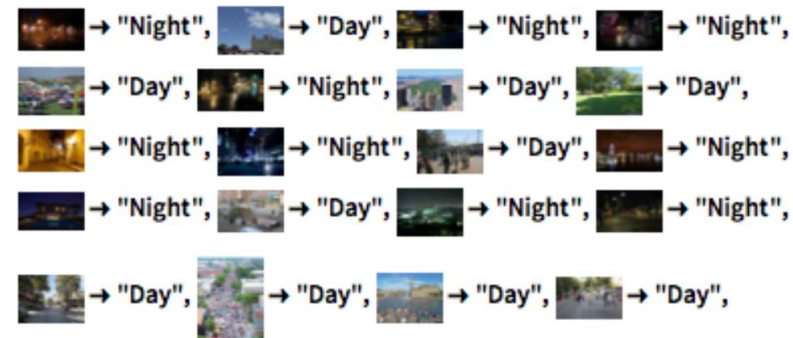 → "Night", → "Day", → "Night", → "Night",
→ "Day", → "Night", → "Day", → "Day",
→ "Night", → "Night", → "Day", → "Night",
→ "Night", → "Day", → "Night", → "Night",
→ "Day", → "Day", → "Day", → "Day",